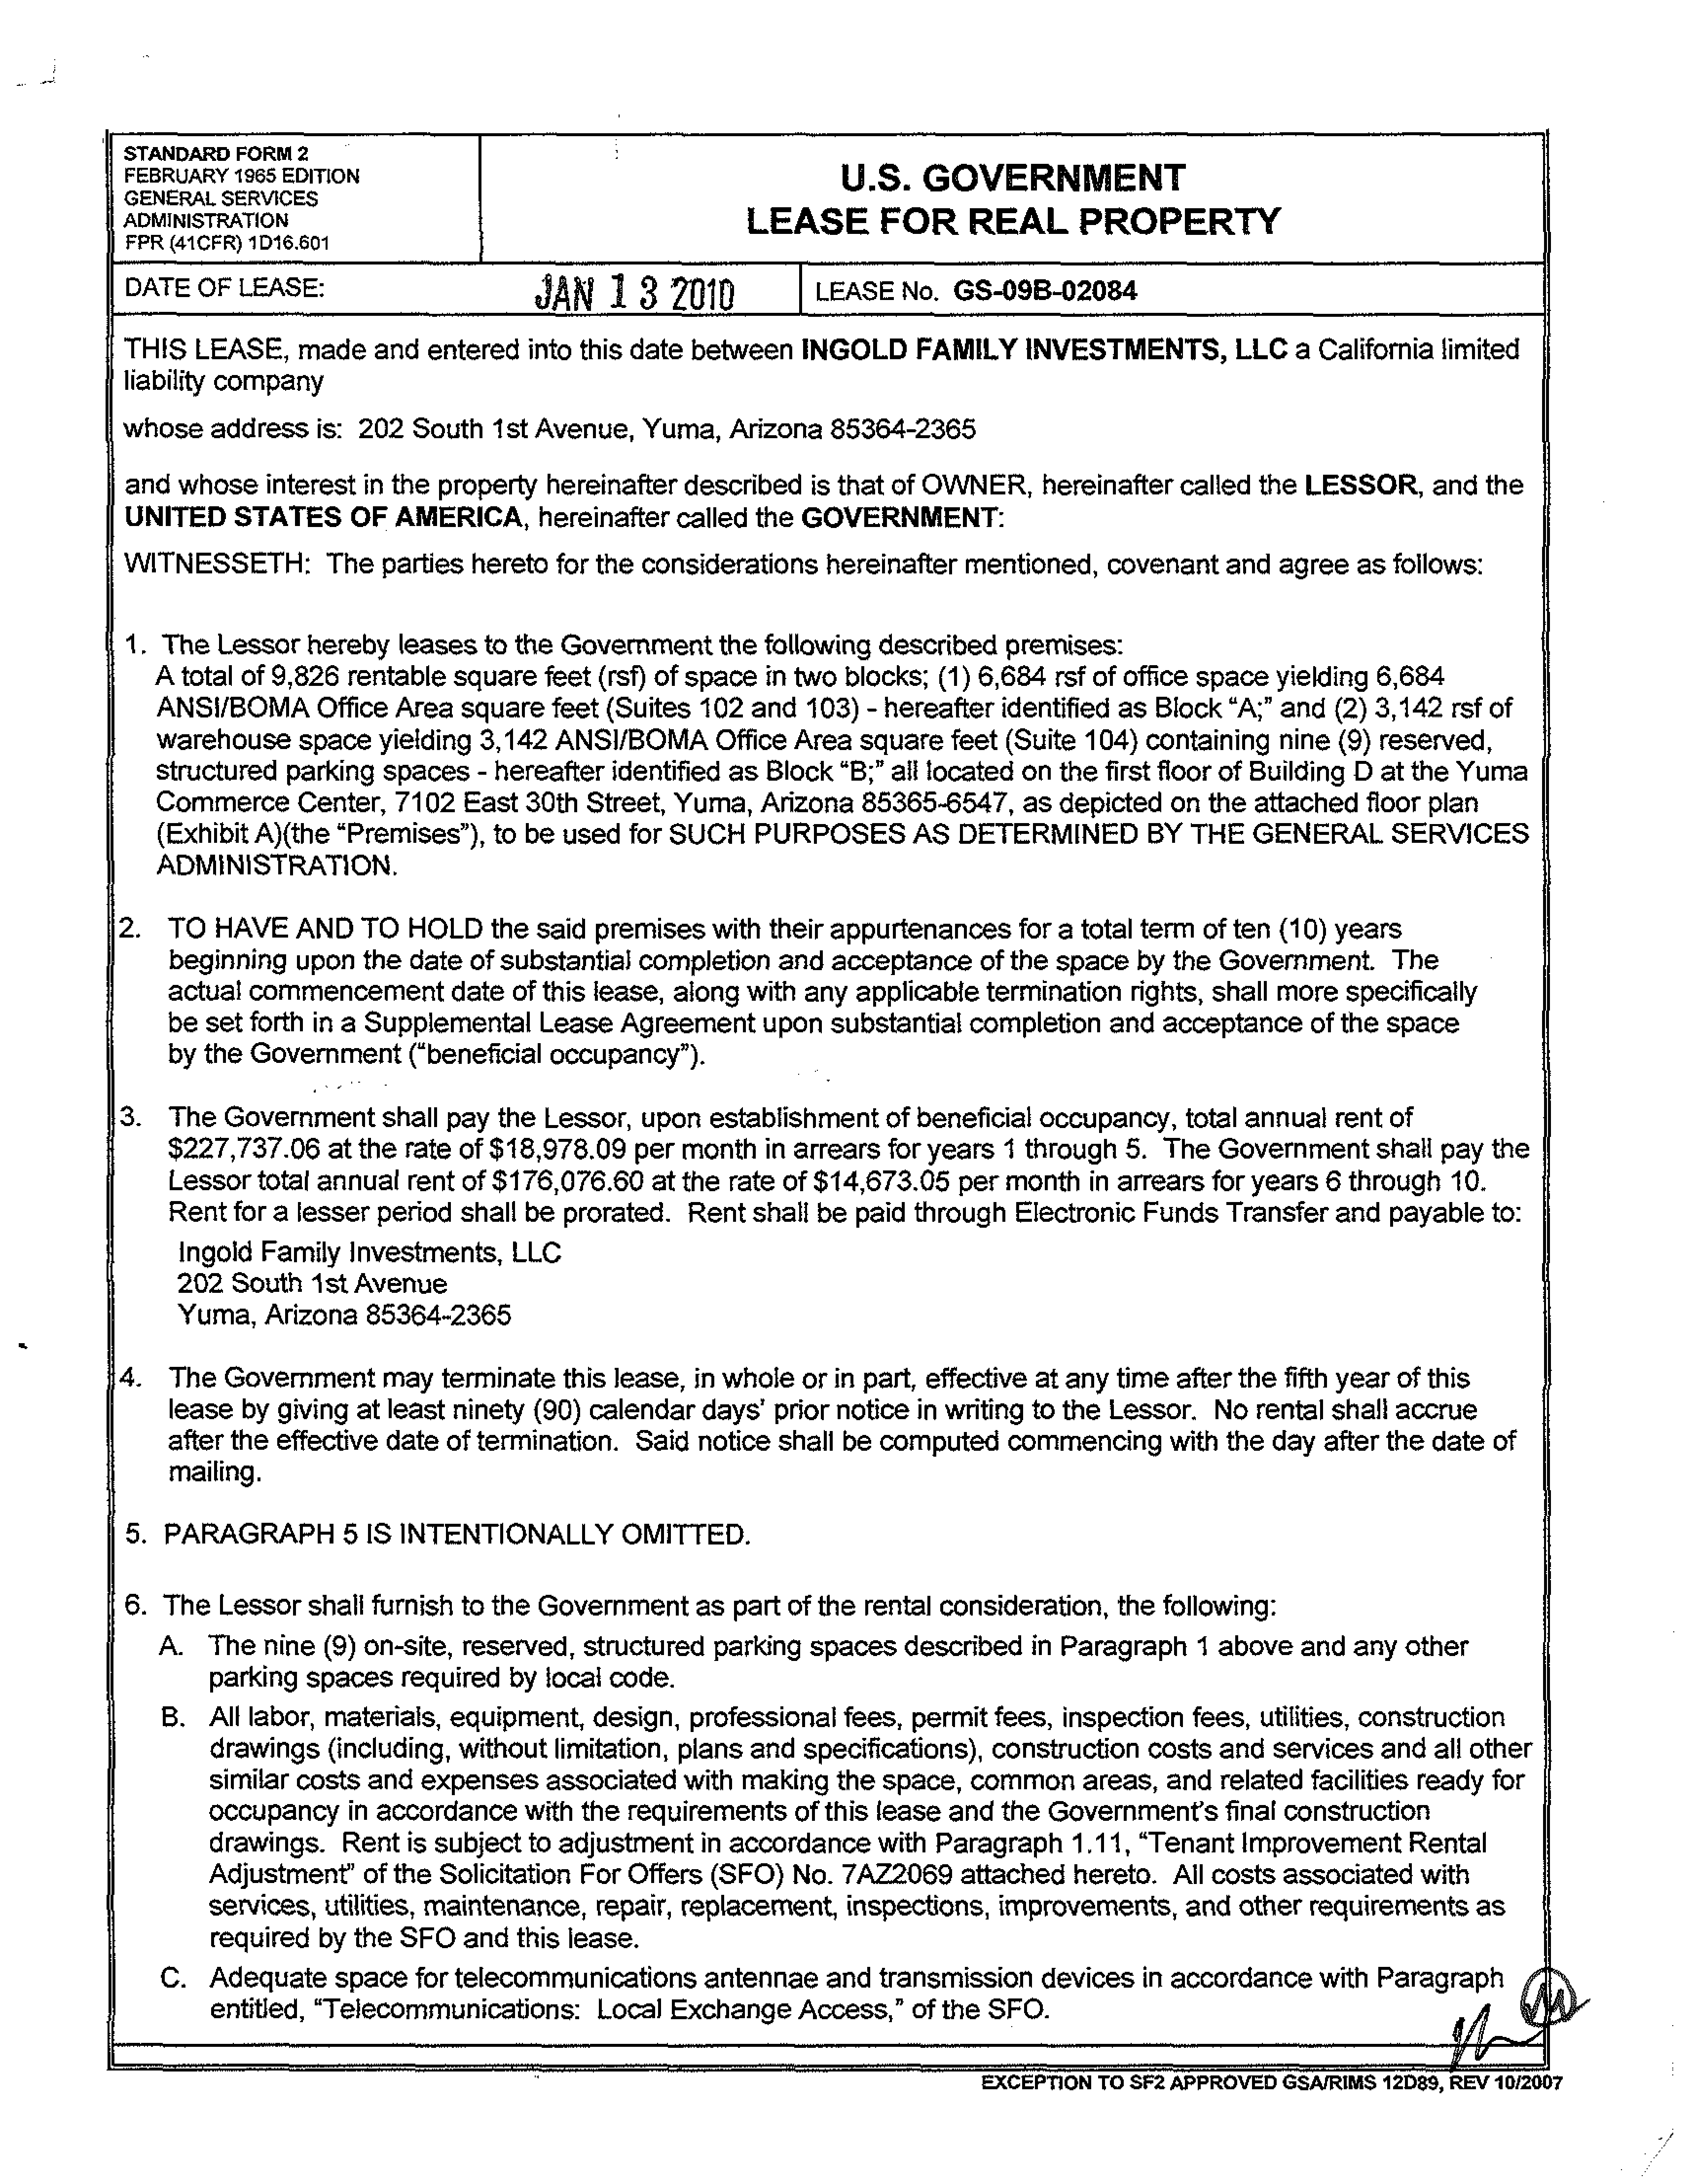 STANDARD FORM 2
FEBRUARY 1965 EDITION
GENERAL SERVICES
ADMINISTRATION
FPR (41CFR) 1D16.601
U.S. GOVERNMENT
LEASE FOR REAL PROPERTY
DATE OF LEASE: JAN 13 2010 LEASE No. GS-09B-02084
THIS LEASE, made and entered into this date between INGOLD FAMILY INVESTMENTS, LLC a California limited
liability company
whose address is: 202 South 1st Avenue, Yuma, Arizona 85364-2365
and whose interest in the property hereinafter described is that of OWNER, hereinafter called the LESSOR, and the
UNITED STATES OF AMERICA, hereinafter called the GOVERNMENT:
WITNESSETH: The parties hereto for the considerations hereinafter mentioned, covenant and agree as follows:
1. The Lessor hereby leases to the Government the following described premises:
A total of 9,826 rentable square feet (rsf) of space in two blocks; (1) 6,684 rsf of office space yielding 6,684
ANSI/BOMA Office Area square feet (Suites 102 and 103) - hereafter identified as Block “A;” and (2) 3,142 rsf of
warehouse space yielding 3,142 ANSI/BOMA Office Area square feet (Suite 104) containing nine (9) reserved,
structured parking spaces - hereafter identified as Block “B;” all located on the first floor of Building D at the Yuma
Commerce Center, 7102 East 30th Street, Yuma, Arizona 85365-6547, as depicted on the attached floor plan
(Exhibit A)(the “Premises”), to be used for SUCH PURPOSES AS DETERMINED BY THE GENERAL SERVICES
ADMINISTRATION.
2. TO HAVE AND TO HOLD the said premises with their appurtenances for a total term of ten (10) years
beginning upon the date of substantial completion and acceptance of the space by the Government. The
actual commencement date of this lease, along with any applicable termination rights, shall more specifically
be set forth in a Supplemental Lease Agreement upon substantial completion and acceptance of the space
by the Government (“beneficial occupancy”).
3. The Government shall pay the Lessor, upon establishment of beneficial occupancy, total annual rent of
$227,737.06 at the rate of $18,978.09 per month in arrears for years 1 through 5. The Government shall pay the
Lessor total annual rent of $176,076.60 at the rate of $14,673.05 per month in arrears for years 6 through 10.
Rent for a lesser period shall be prorated. Rent shall be paid through Electronic Funds Transfer and payable to:
Ingold Family Investments, LLC
202 South 1st Avenue
Yuma, Arizona 85364-2365
4. The Government may terminate this lease, in whole or in part, effective at any time after the fifth year of this
lease by giving at least ninety (90) calendar days' prior notice in writing to the Lessor. No rental shall accrue
after the effective date of termination. Said notice shall be computed commencing with the day after the date of
mailing.
5. PARAGRAPH 5 IS INTENTIONALLY OMITTED.
6. The Lessor shall furnish to the Government as part of the rental consideration, the following:
A. The nine (9) on-site, reserved, structured parking spaces described in Paragraph 1 above and any other
parking spaces required by local code.
B. All labor, materials, equipment, design, professional fees, permit fees, inspection fees, utilities, construction
drawings (including, without limitation, plans and specifications), construction costs and services and all other
similar costs and expenses associated with making the space, common areas, and related facilities ready for
occupancy in accordance with the requirements of this lease and the Government's final construction
drawings. Rent is subject to adjustment in accordance with Paragraph 1.11, “Tenant Improvement Rental
Adjustment” of the Solicitation For Offers (SFO) No. 7AZ2069 attached hereto. All costs associated with
services, utilities, maintenance, repair, replacement, inspections, improvements, and other requirements as
required by the SFO and this lease.
C. Adequate space for telecommunications antennae and transmission devices in accordance with Paragraph
entitled, “Telecommunications: Local Exchange Access,” of the SFO.
EXCEPTION TO SF2 APPROVED GSA/RIMS 12D89, REV 10/2007